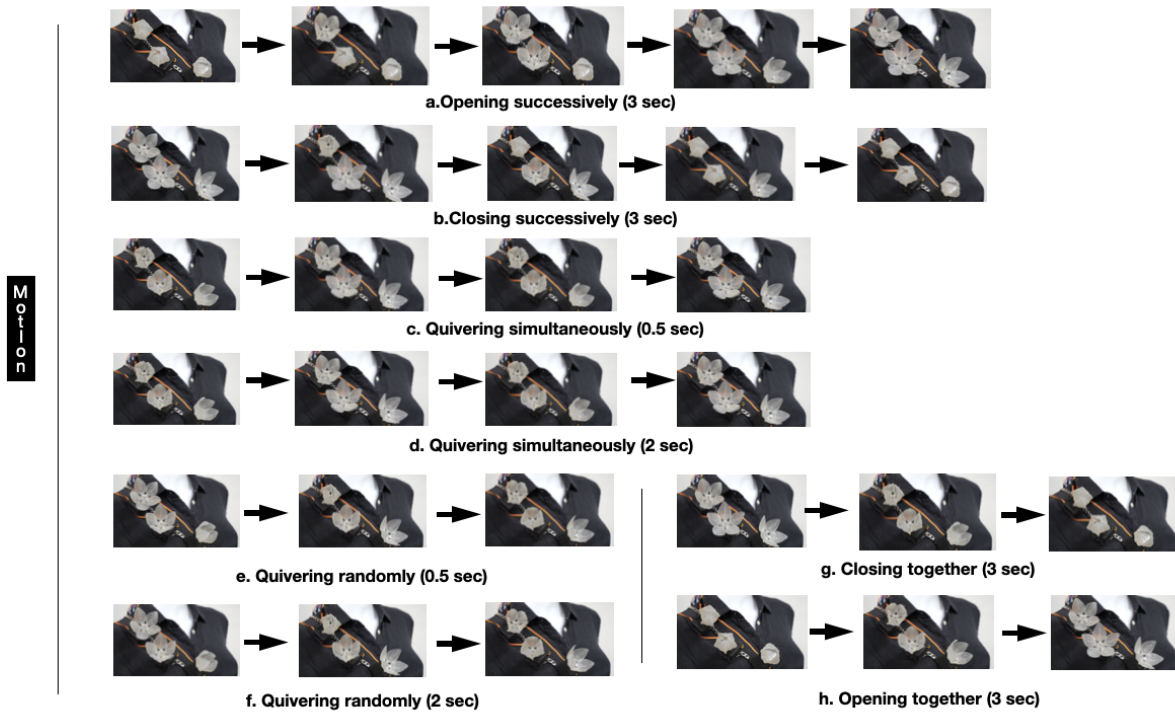 Motion
a.Opening successively (3 sec)
b.Closing successively (3 sec)
c. Quivering simultaneously (0.5 sec)
d. Quivering simultaneously (2 sec)
e. Quivering randomly (0.5 sec)
f. Quivering randomly (2 sec)
g. Closing together (3 sec)
h. Opening together (3 sec)